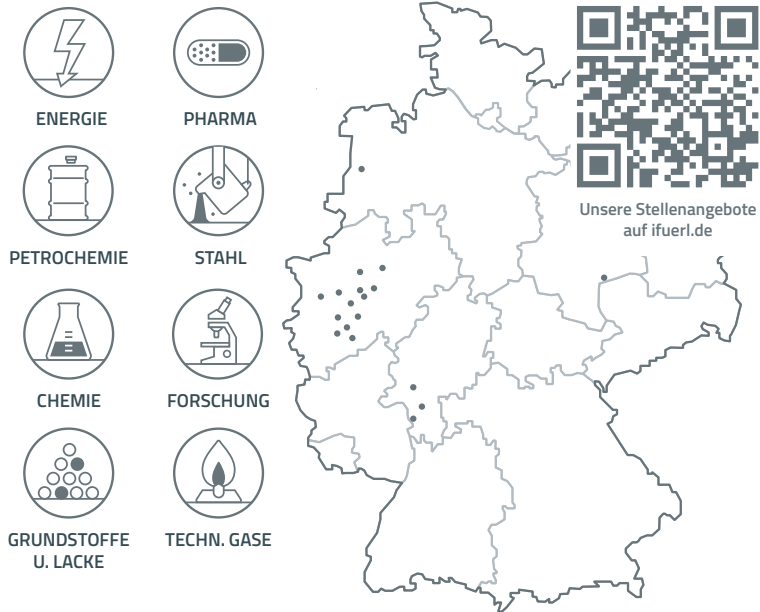 ENERGIE
PHARMA
PETROCHEMIE
STAHL
CHEMIE
FORSCHUNG
GRUNDSTOFFE
U. LACKE
TECHN. GASE
Unsere Stellenangebote
auf ifuerl.de